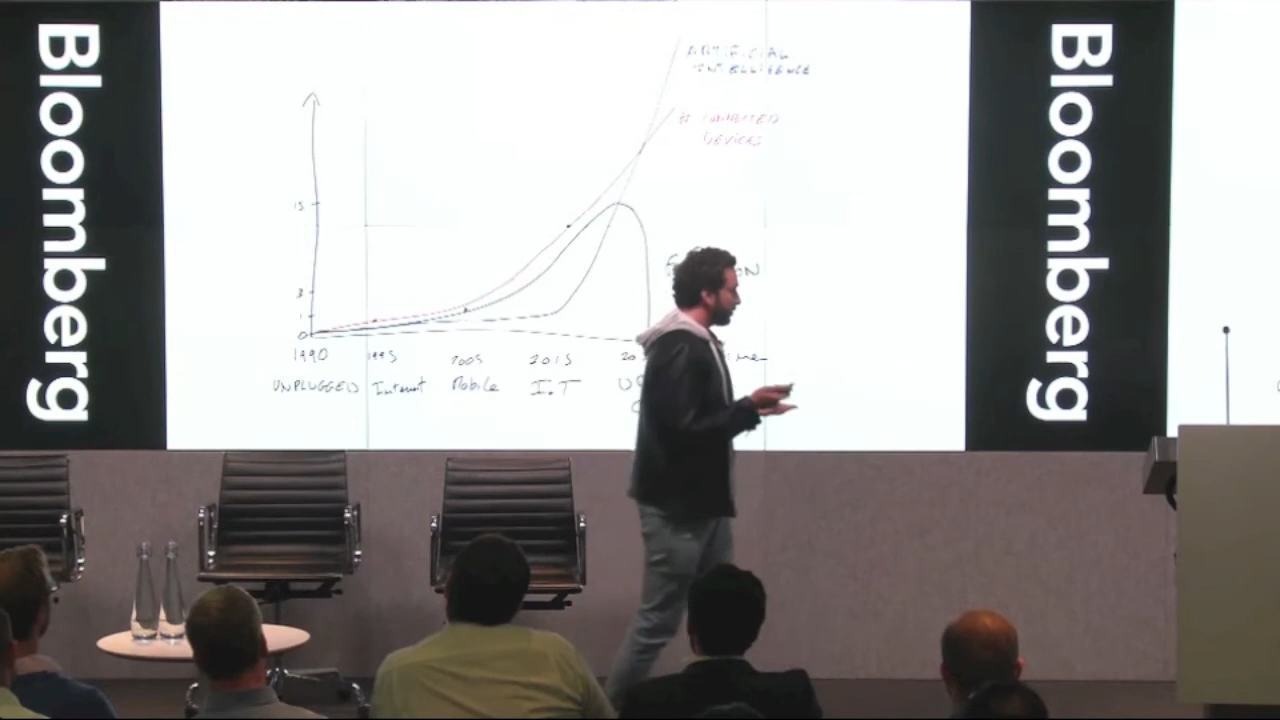 Bloomberg
Bloomberg
ARTIFICIAL
INTELLIGENCE
# CONNECTED
DEVICES
15
3
1
0
1990 1995 2005 2015
UNPLUGGED Internet Mobile IoT